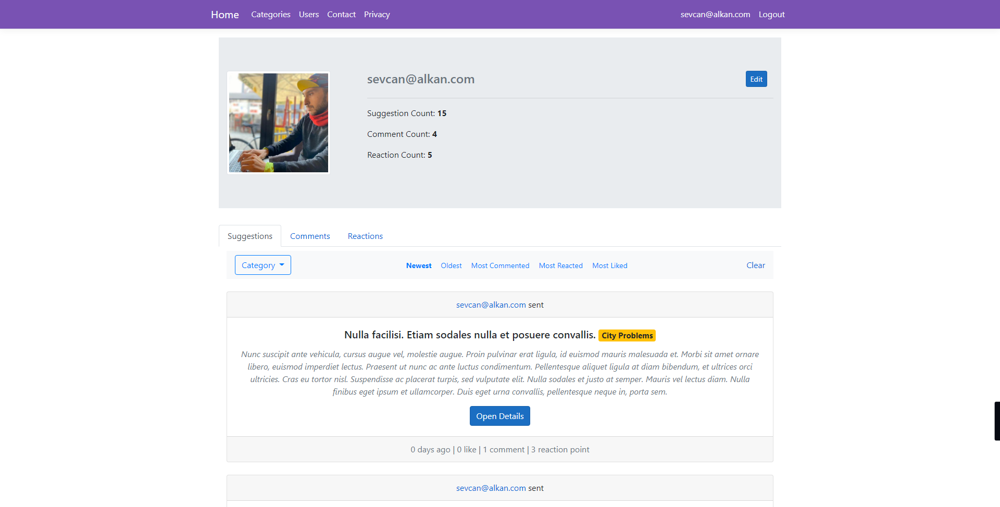 Home Categories Users Contact Privacy sevcan@alkan.com Logout
sevcan@alkan.com Edit
Suggestion Count: 15
Comment Count: 4
Reaction Count: 5
Suggestions Comments Reactions
Category Newest Oldest Most Commented Most Reacted Most Liked Clear
sevcan@alkan.com sent
Nulla facilisi. Etiam sodales nulla et posuere convallis. City Problems
Nunc suscipit ante vehicula, cursus augue vel, molestie augue. Proin pulvinar erat ligula, id euismod mauris malesuada et. Morbi sit amet ornare
libero, euismod imperdiet lectus. Praesent ut nunc ac ante luctus condimentum. Pellentesque aliquet ligula at diam bibendum, et ultrices orci
ultricies. Cras eu tortor nisl. Suspendisse ac placerat turpis, sed vulputate elit. Nulla sodales et justo at semper. Mauris vel lectus diam. Nulla
finibus eget ipsum et ullamcorper. Duis eget urna convallis, pellentesque neque in, porta sem.
Open Details
0 days ago | 0 like | 1 comment | 3 reaction point
sevcan@alkan.com sent